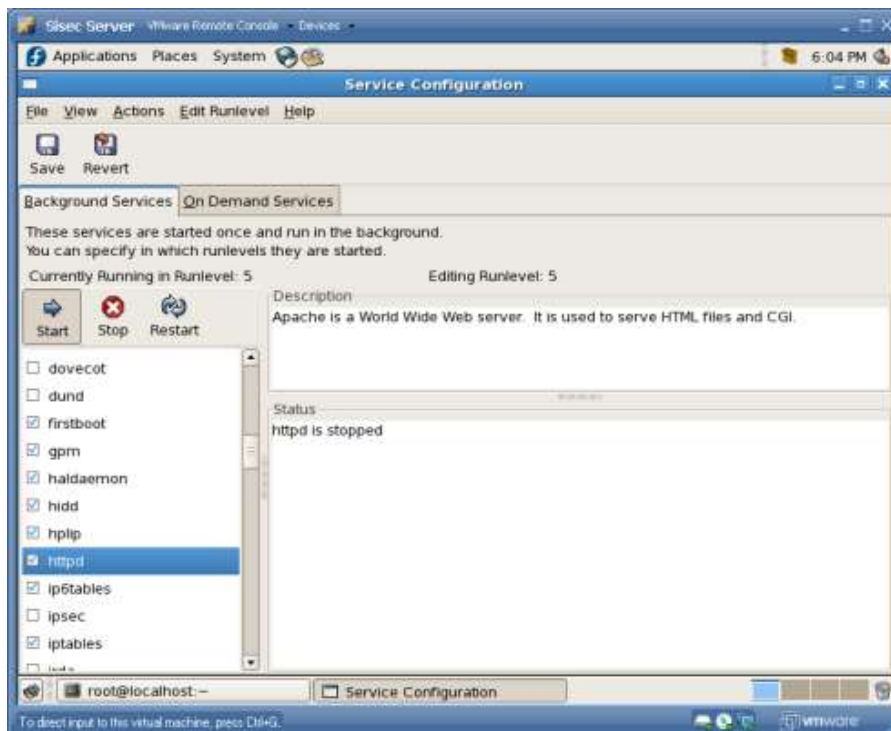 Sisec Server VMware Remote Console Devices
Applications Places System 6:04 PM
Service Configuration
File View Actions Edit Runlevel Help
Save Revert
Background Services On Demand Services
These services are started once and run in the background.
You can specify in which runlevels they are started.
Currently Running in Runlevel: 5 Editing Runlevel: 5
Start Stop Restart
Description
Apache is a World Wide Web server. It is used to serve HTML files and CGI.
dovecot
dund
firstboot
gpm
haldaemon
hidd
hplip
httpd
ip6tables
ipsec
iptables
Status
httpd is stopped
root@localhost:~ Service Configuration
To direct input to this virtual machine, press Ctrl+G.
vmware